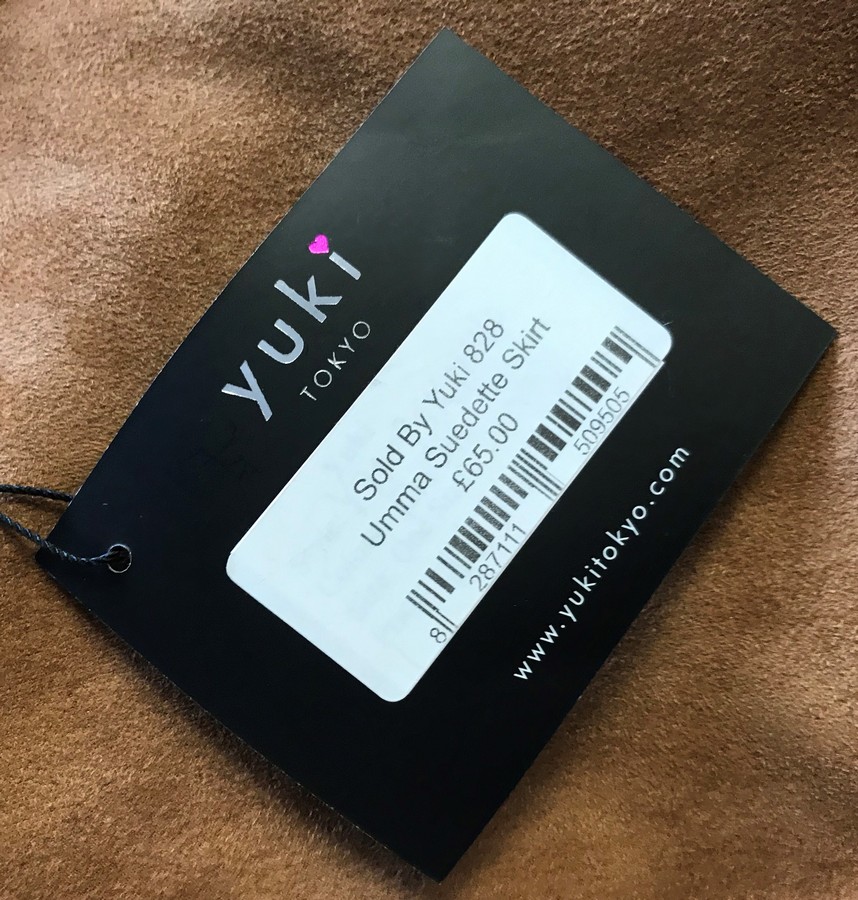 yuki
TOKYO
Sold By Yuki 828
Umma Suedette Skirt
£65.00
8 287111 509505
www.yukitokyo.com